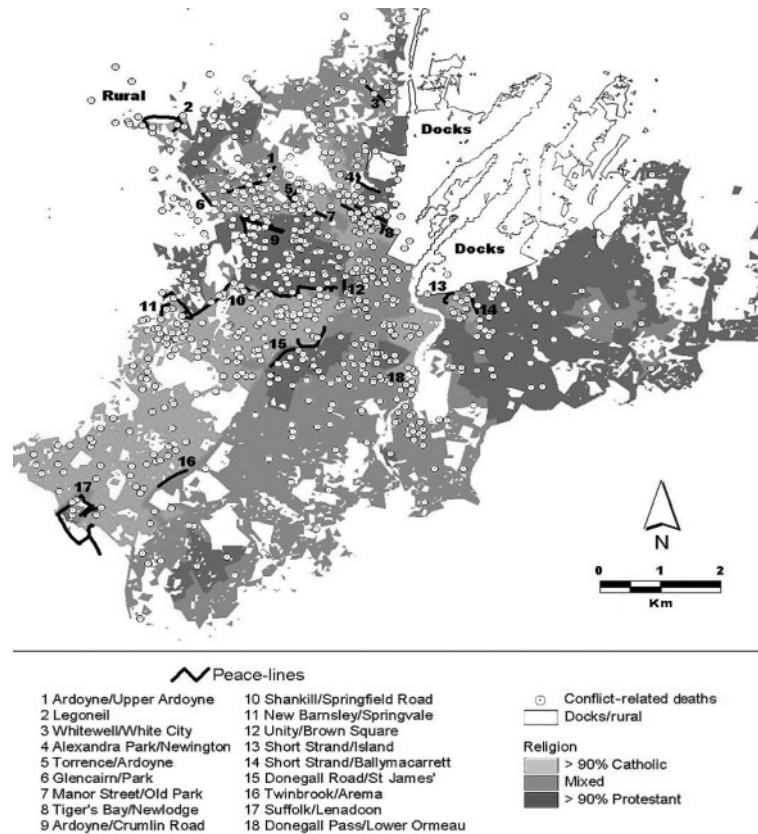 Rural
2
3
Docks
1
4
5
6
7
8
9
Docks
10
12
13
11
14
15
18
16
17
N
0 1 2
Km
Peace-lines
1 Ardoyne/Upper Ardoyne
2 Legoneil
3 Whitewell/White City
4 Alexandra Park/Newington
5 Torrence/Ardoyne
6 Glencairn/Park
7 Manor Street/Old Park
8 Tiger's Bay/Newlodge
9 Ardoyne/Crumlin Road
10 Shankill/Springfield Road
11 New Barnsley/Springvale
12 Unity/Brown Square
13 Short Strand/Island
14 Short Strand/Ballymacarrett
15 Donegall Road/St James'
16 Twinbrook/Arema
17 Suffolk/Lenadoon
18 Donegall Pass/Lower Ormeau
Conflict-related deaths
Docks/rural
Religion
> 90% Catholic
Mixed
> 90% Protestant